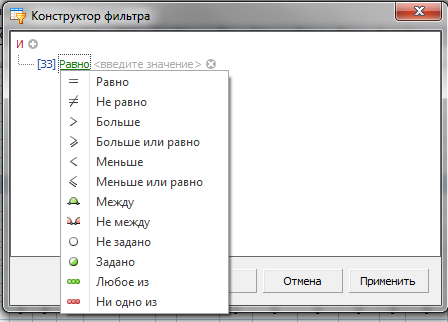 Конструктор фильтра
И
[33] Равно <введите значение>
Равно
Не равно
Больше
Больше или равно
Меньше
Меньше или равно
Между
Не между
Не задано
Задано
Любое из
Ни одно из
Отмена
Применить